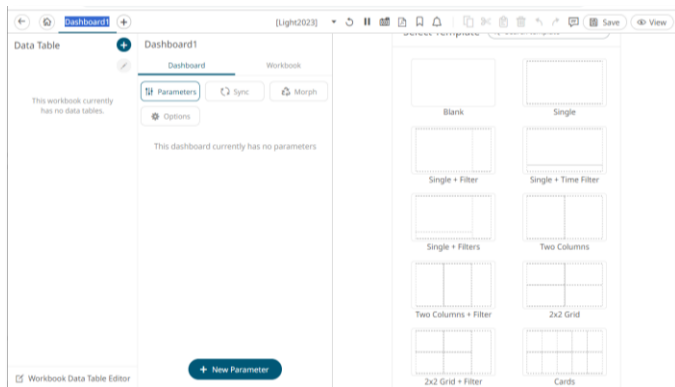 Dashboard1
[Light2023]
Save
View
Data Table
This workbook currently
has no data tables.
Workbook Data Table Editor
Dashboard1
Dashboard
Workbook
Parameters
Sync
Morph
Options
This dashboard currently has no parameters
New Parameter
Select Template
Blank
Single
Single + Filter
Single + Time Filter
Single + Filters
Two Columns
Two Columns + Filter
2x2 Grid
2x2 Grid + Filter
Cards